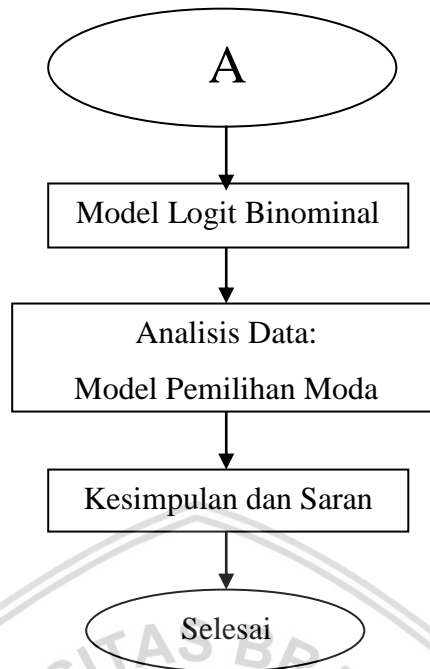 A
Model Logit Binominal
Analisis Data:
Model Pemilihan Moda
Kesimpulan dan Saran
Selesai